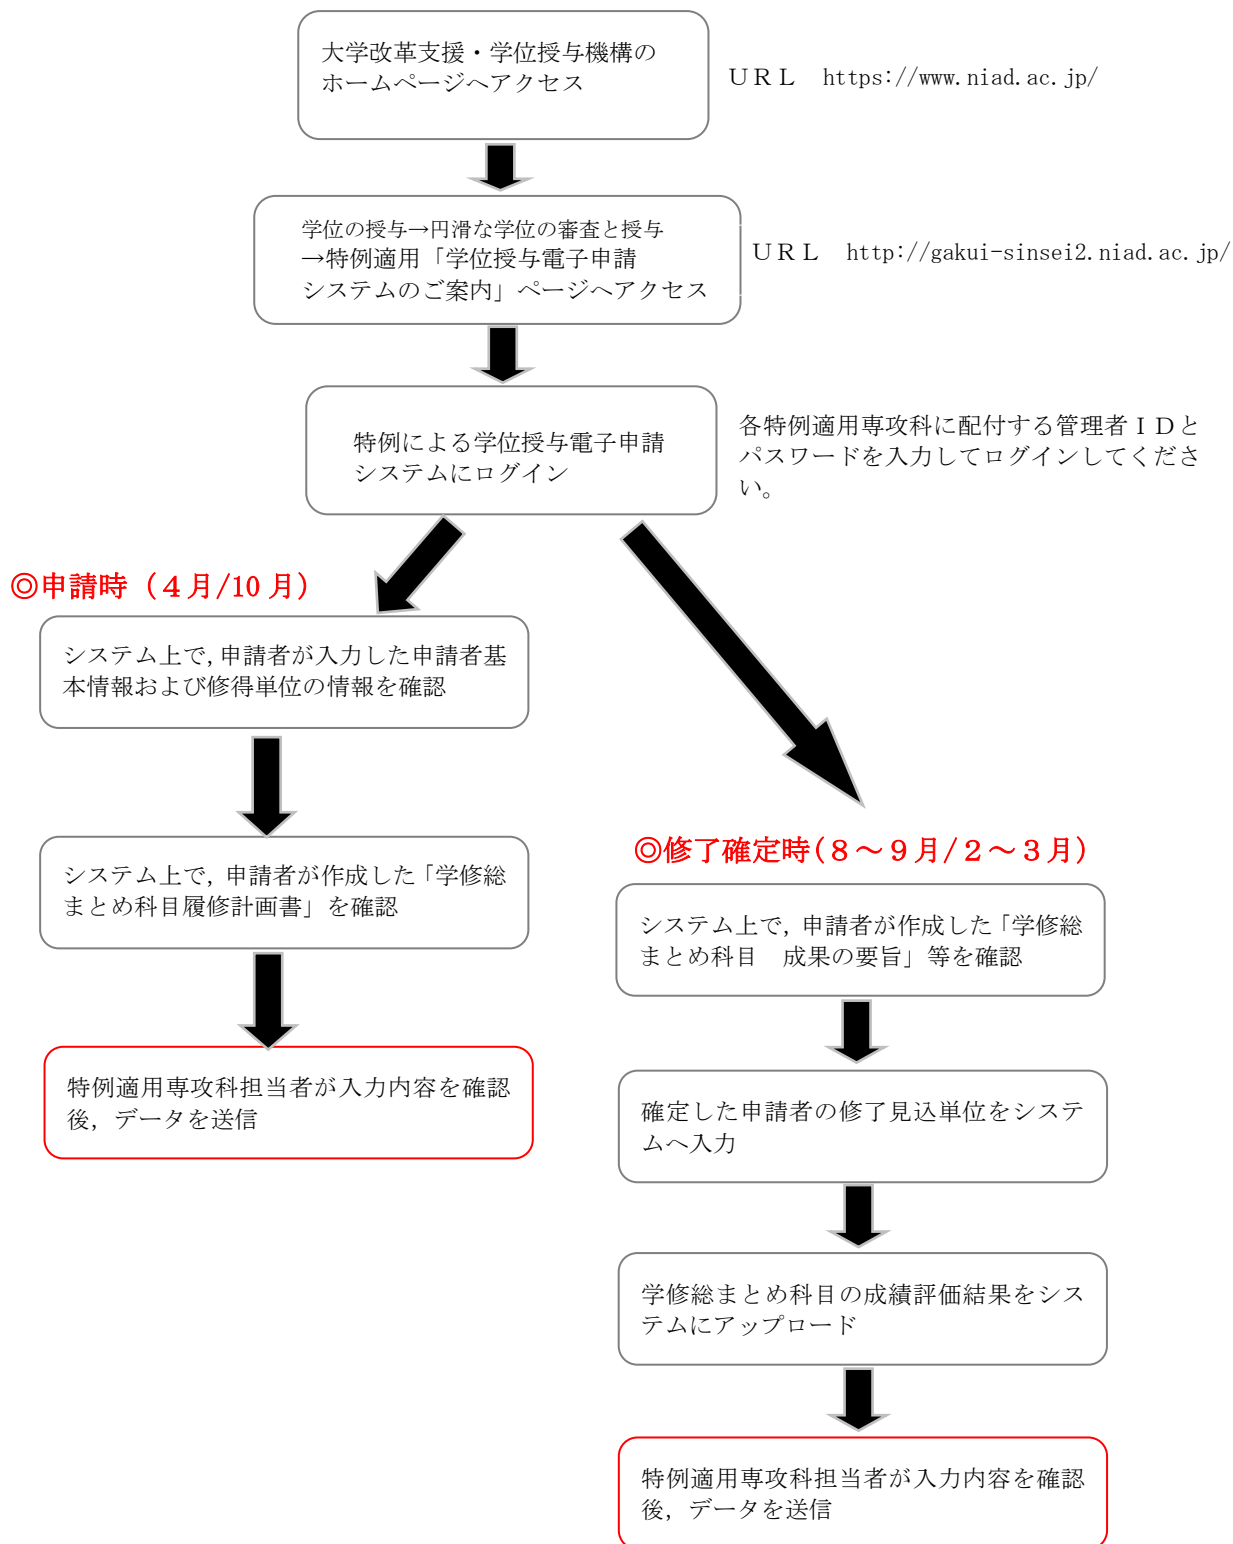 大学改革支援・学位授与機構の
ホームページへアクセス
ＵＲＬ　https://www.niad.ac.jp/
学位の授与→円滑な学位の審査と授与
→特例適用「学位授与電子申請
システムのご案内」ページへアクセス
ＵＲＬ　http://gakui-sinsei2.niad.ac.jp/
特例による学位授与電子申請
システムにログイン
各特例適用専攻科に配付する管理者ＩＤと
パスワードを入力してログインしてくださ
い。
◎申請時（４月/10月）
システム上で,申請者が入力した申請者基
本情報および修得単位の情報を確認
システム上で,申請者が作成した「学修総
まとめ科目履修計画書」を確認
特例適用専攻科担当者が入力内容を確認
後，データを送信
◎修了確定時(８～９月/２～３月)
システム上で,申請者が作成した「学修総
まとめ科目　成果の要旨」等を確認
確定した申請者の修了見込単位をシステ
ムへ入力
学修総まとめ科目の成績評価結果をシス
テムにアップロード
特例適用専攻科担当者が入力内容を確認
後，データを送信